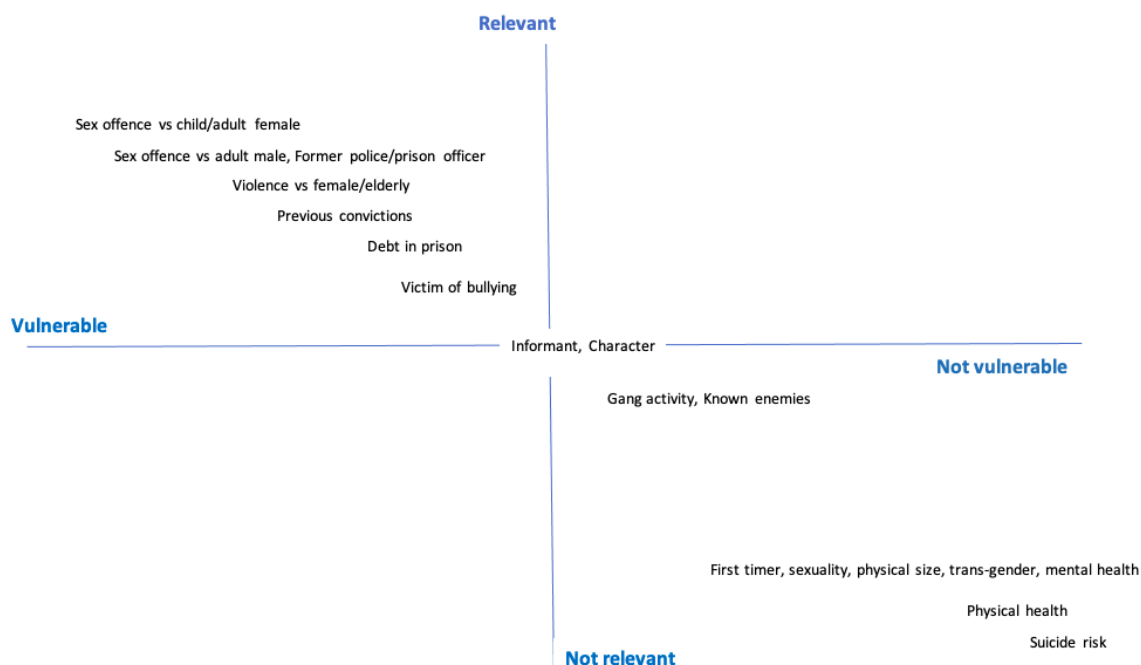 Relevant
Sex offence vs child/adult female
Sex offence vs adult male, Former police/prison officer
Violence vs female/elderly
Previous convictions
Debt in prison
Victim of bullying
Vulnerable
Informant, Character
Not vulnerable
Gang activity, Known enemies
First timer, sexuality, physical size, trans-gender, mental health
Physical health
Suicide risk
Not relevant